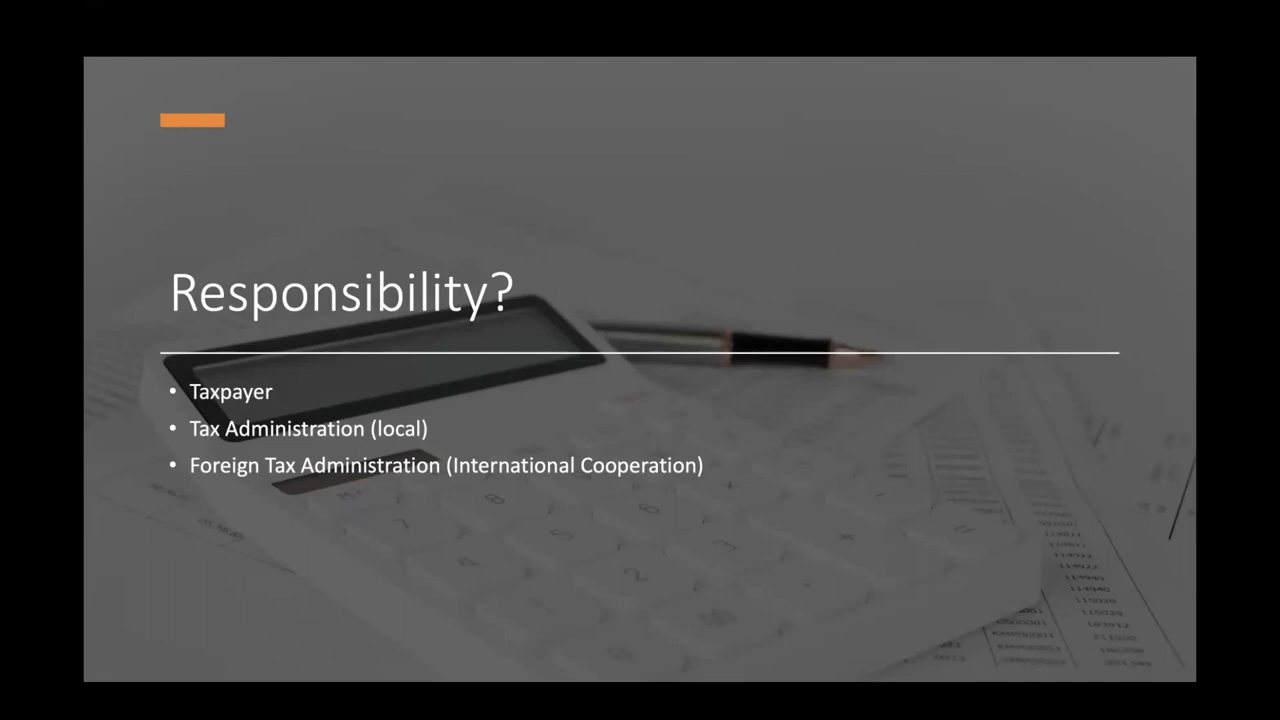 Responsibility?
• Taxpayer
• Tax Administration (local)
• Foreign Tax Administration (International Cooperation)